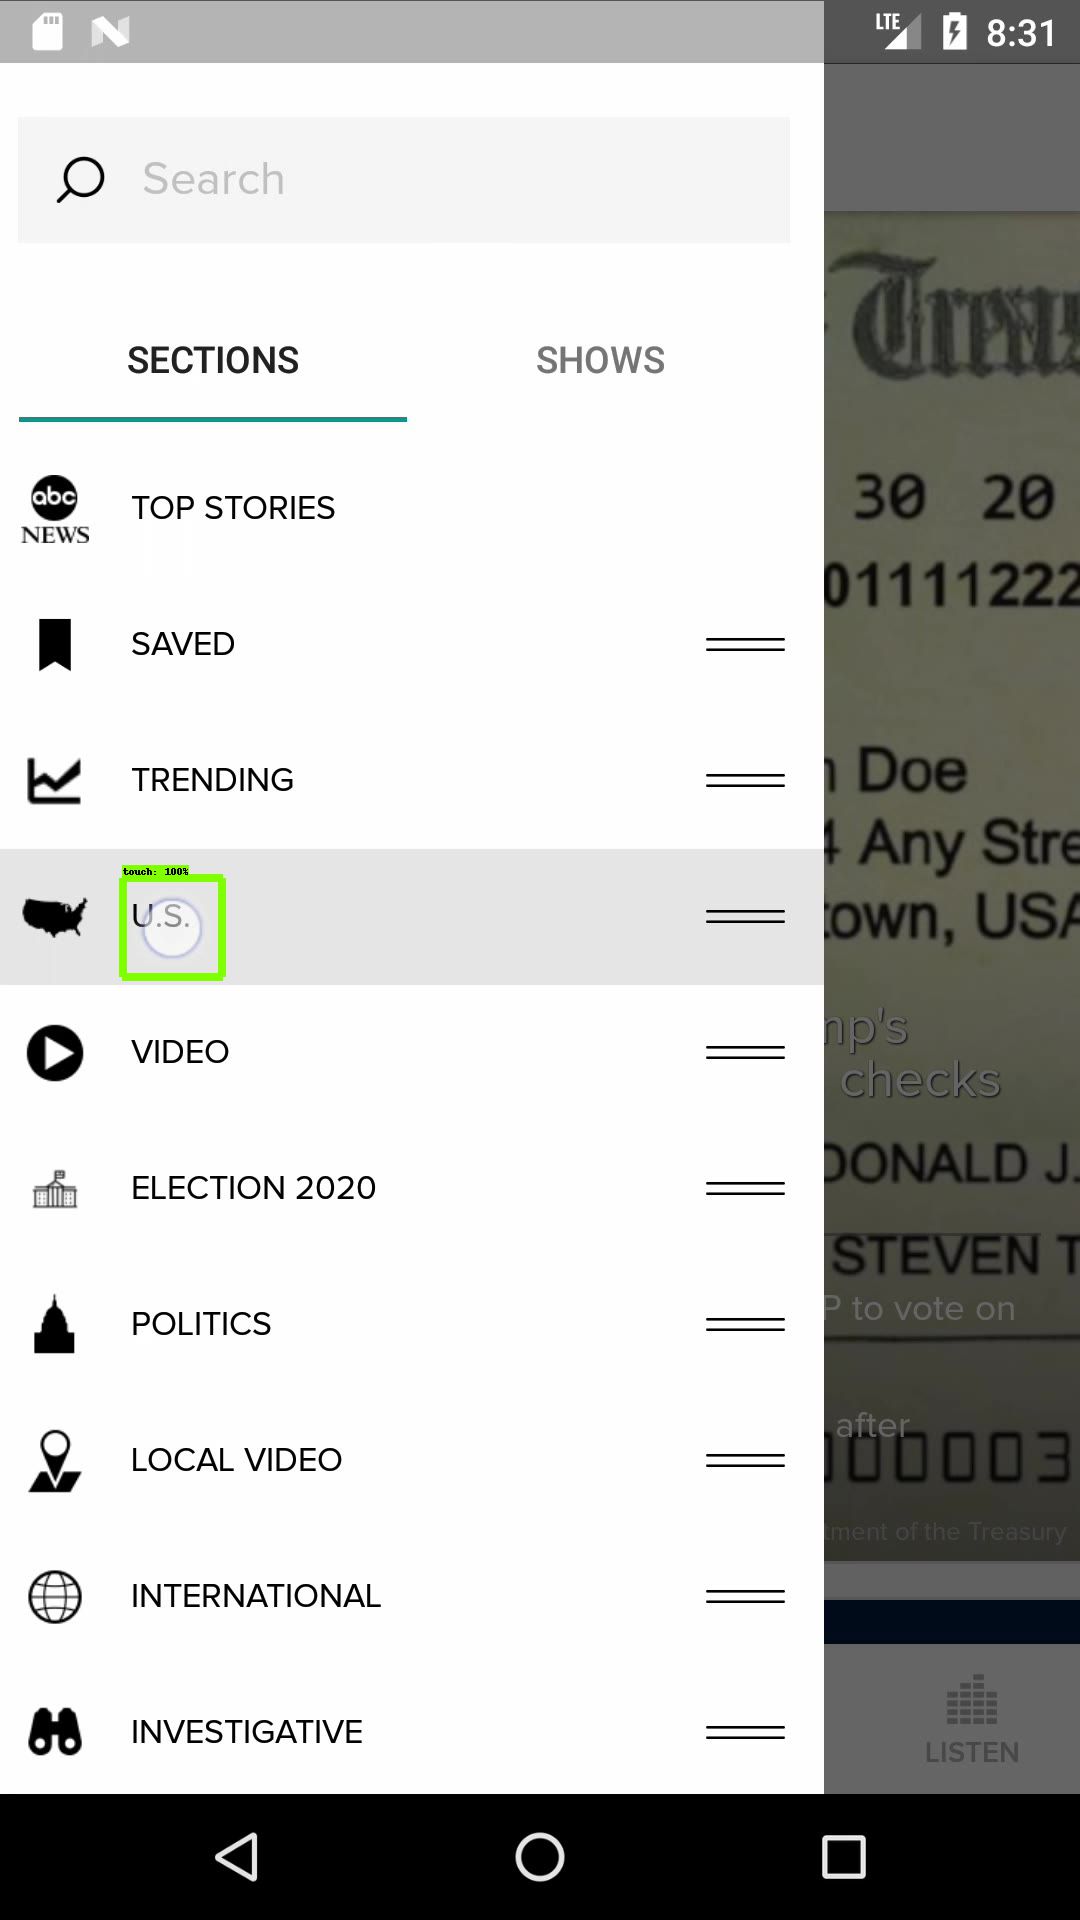 LTE 8:31
Search
SECTIONS SHOWS
abc
NEWS
TOP STORIES
SAVED
TRENDING
touch: 100%
U.S.
VIDEO
ELECTION 2020
POLITICS
LOCAL VIDEO
INTERNATIONAL
INVESTIGATIVE
Treas
30 20
01111222
Doe
4 Any Stre
town, USA
mp's
checks
DONALD J.
STEVEN T
P to vote on
after
000003
tment of the Treasury
LISTEN